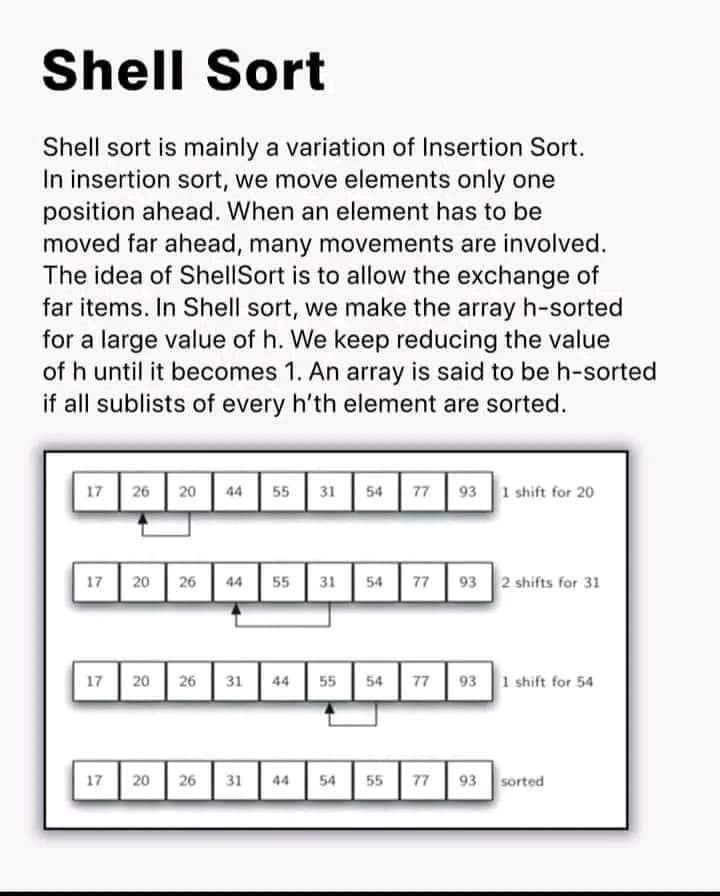 Shell Sort
Shell sort is mainly a variation of Insertion Sort.
In insertion sort, we move elements only one
position ahead. When an element has to be
moved far ahead, many movements are involved.
The idea of ShellSort is to allow the exchange of
far items. In Shell sort, we make the array h-sorted
for a large value of h. We keep reducing the value
of h until it becomes 1. An array is said to be h-sorted
if all sublists of every h'th element are sorted.
17 26 20 44 55 31 54 77 93 1 shift for 20
17 20 26 44 55 31 54 77 93 2 shifts for 31
17 20 26 31 44 55 54 77 93 1 shift for 54
17 20 26 31 44 54 55 77 93 sorted